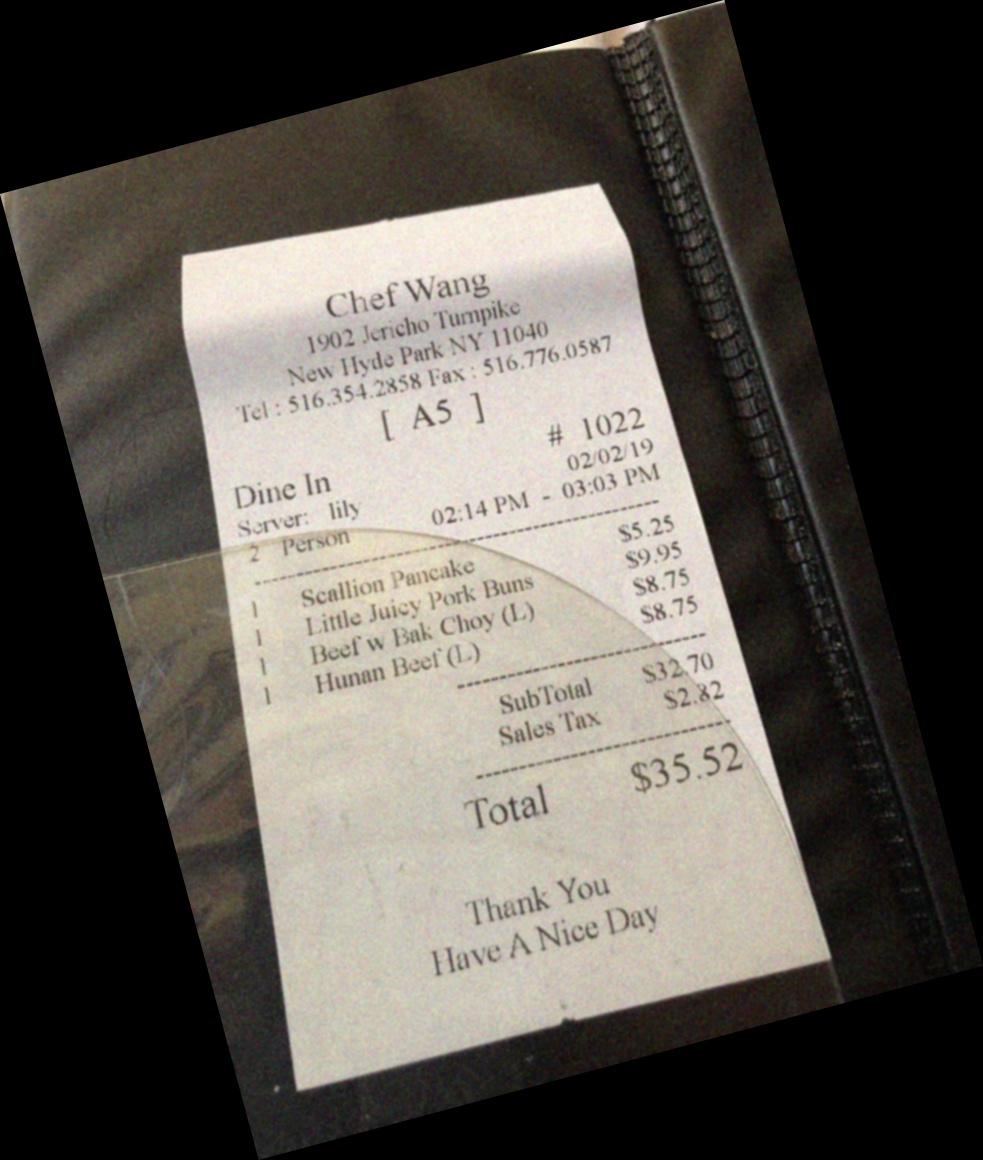 Chef Wang
1902 Jericho Turnpike
New Hyde Park NY 11040
Tel : 516.354.2858 Fax : 516.776.0587
[ A5 ]
# 1022
Dine In 02/02/19
Server: lily 02:14 PM - 03:03 PM
2 Person
1 Scallion Pancake $5.25
1 Little Juicy Pork Buns $9.95
1 Beef w Bak Choy (L) $8.75
1 Hunan Beef (L) $8.75
SubTotal $32.70
Sales Tax $2.82
Total $35.52
Thank You
Have A Nice Day